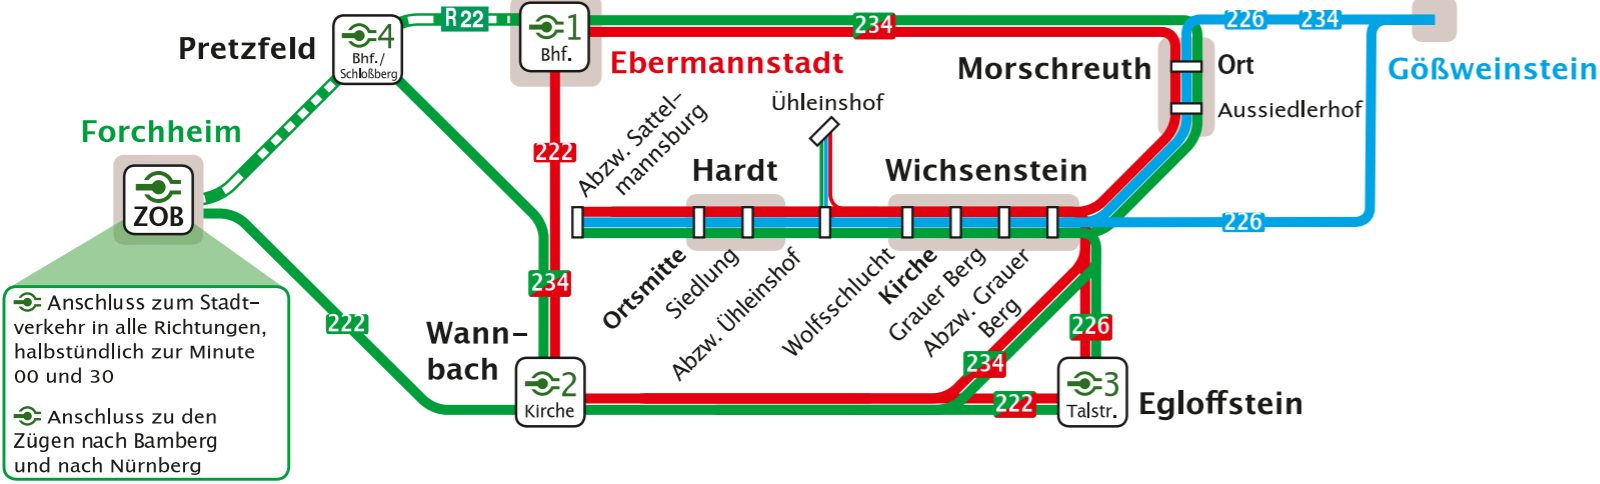 R 22
1
Bhf.
234
226
234
4
Bhf./
Schloßberg
Pretzfeld
Ebermannstadt
Morschreuth
Ort
Gößweinstein
Aussiedlerhof
Forchheim
ZOB
222
Abzw. Sattel-
mannsburg
Ühleinshof
Hardt
Wichsenstein
226
Ortsmitte
Siedlung
Abzw. Ühleinshof
Wolfsschlucht
Kirche
Grauer Berg
Abzw. Grauer
Berg
234
222
Anschluss zum Stadt-
verkehr in alle Richtungen,
halbstündlich zur Minute
00 und 30
Anschluss zu den
Zügen nach Bamberg
und nach Nürnberg
Wann-
bach
2
Kirche
234
226
222
3
Talstr.
Egloffstein